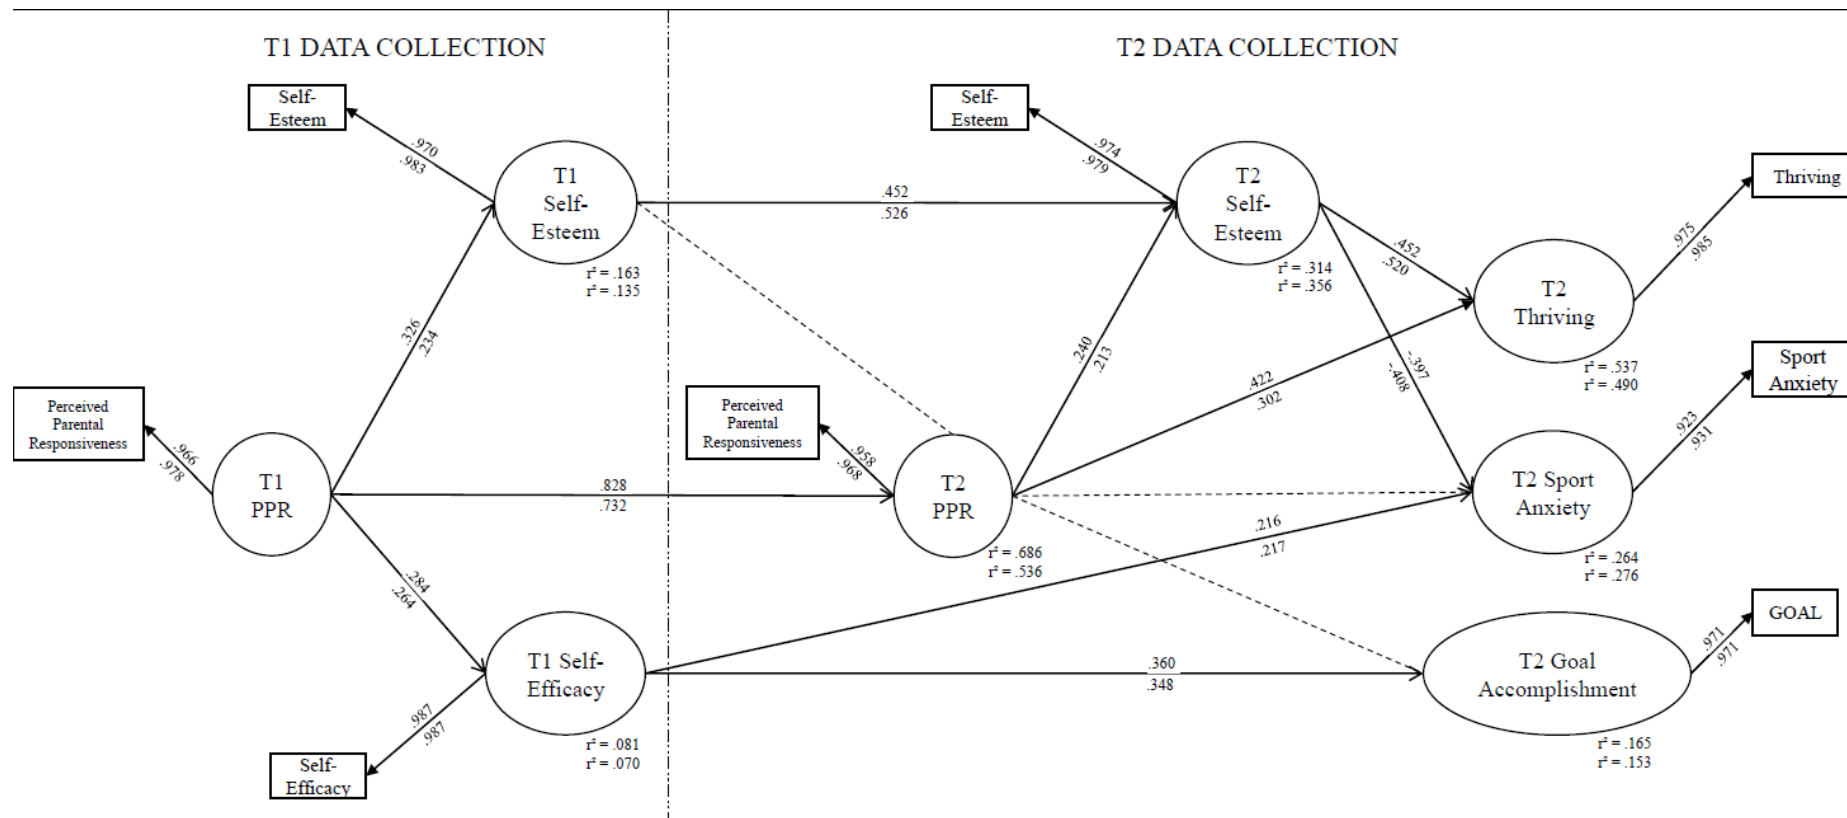 T1 DATA COLLECTION
T2 DATA COLLECTION
Self-
Esteem
.970
.983
T1
Self-
Esteem
r² = .163
r² = .135
.326
.234
Perceived
Parental
Responsiveness
.966
.978
T1
PPR
.284
.264
T1 Self-
Efficacy
r² = .081
r² = .070
.987
.987
Self-
Efficacy
.452
.526
.828
.732
Self-
Esteem
.974
.979
T2
Self-
Esteem
r² = .314
r² = .356
Perceived
Parental
Responsiveness
.958
.968
T2
PPR
r² = .686
r² = .536
.240
.213
.452
.520
.422
.302
-.397
-.408
.216
.217
.360
.348
T2
Thriving
r² = .537
r² = .490
.975
.985
Thriving
T2 Sport
Anxiety
r² = .264
r² = .276
.923
.931
Sport
Anxiety
T2 Goal
Accomplishment
r² = .165
r² = .153
.971
.971
GOAL